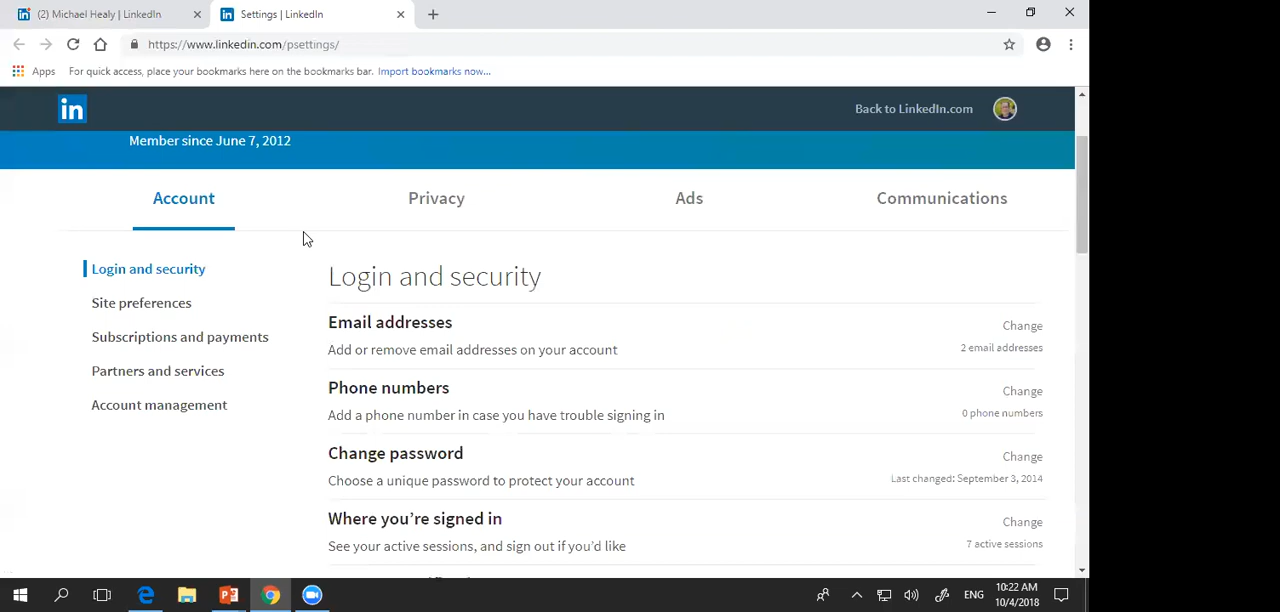 (2) Michael Healy | LinkedIn
Settings | LinkedIn
https://www.linkedin.com/psettings/
Apps
For quick access, place your bookmarks here on the bookmarks bar. Import bookmarks now...
in
Back to LinkedIn.com
Member since June 7, 2012
Account
Privacy
Ads
Communications
Login and security
Site preferences
Subscriptions and payments
Partners and services
Account management
Login and security
Email addresses
Change
Add or remove email addresses on your account
2 email addresses
Phone numbers
Change
Add a phone number in case you have trouble signing in
0 phone numbers
Change password
Change
Choose a unique password to protect your account
Last changed: September 3, 2014
Where you're signed in
Change
See your active sessions, and sign out if you'd like
7 active sessions
ENG
10:22 AM
10/4/2018